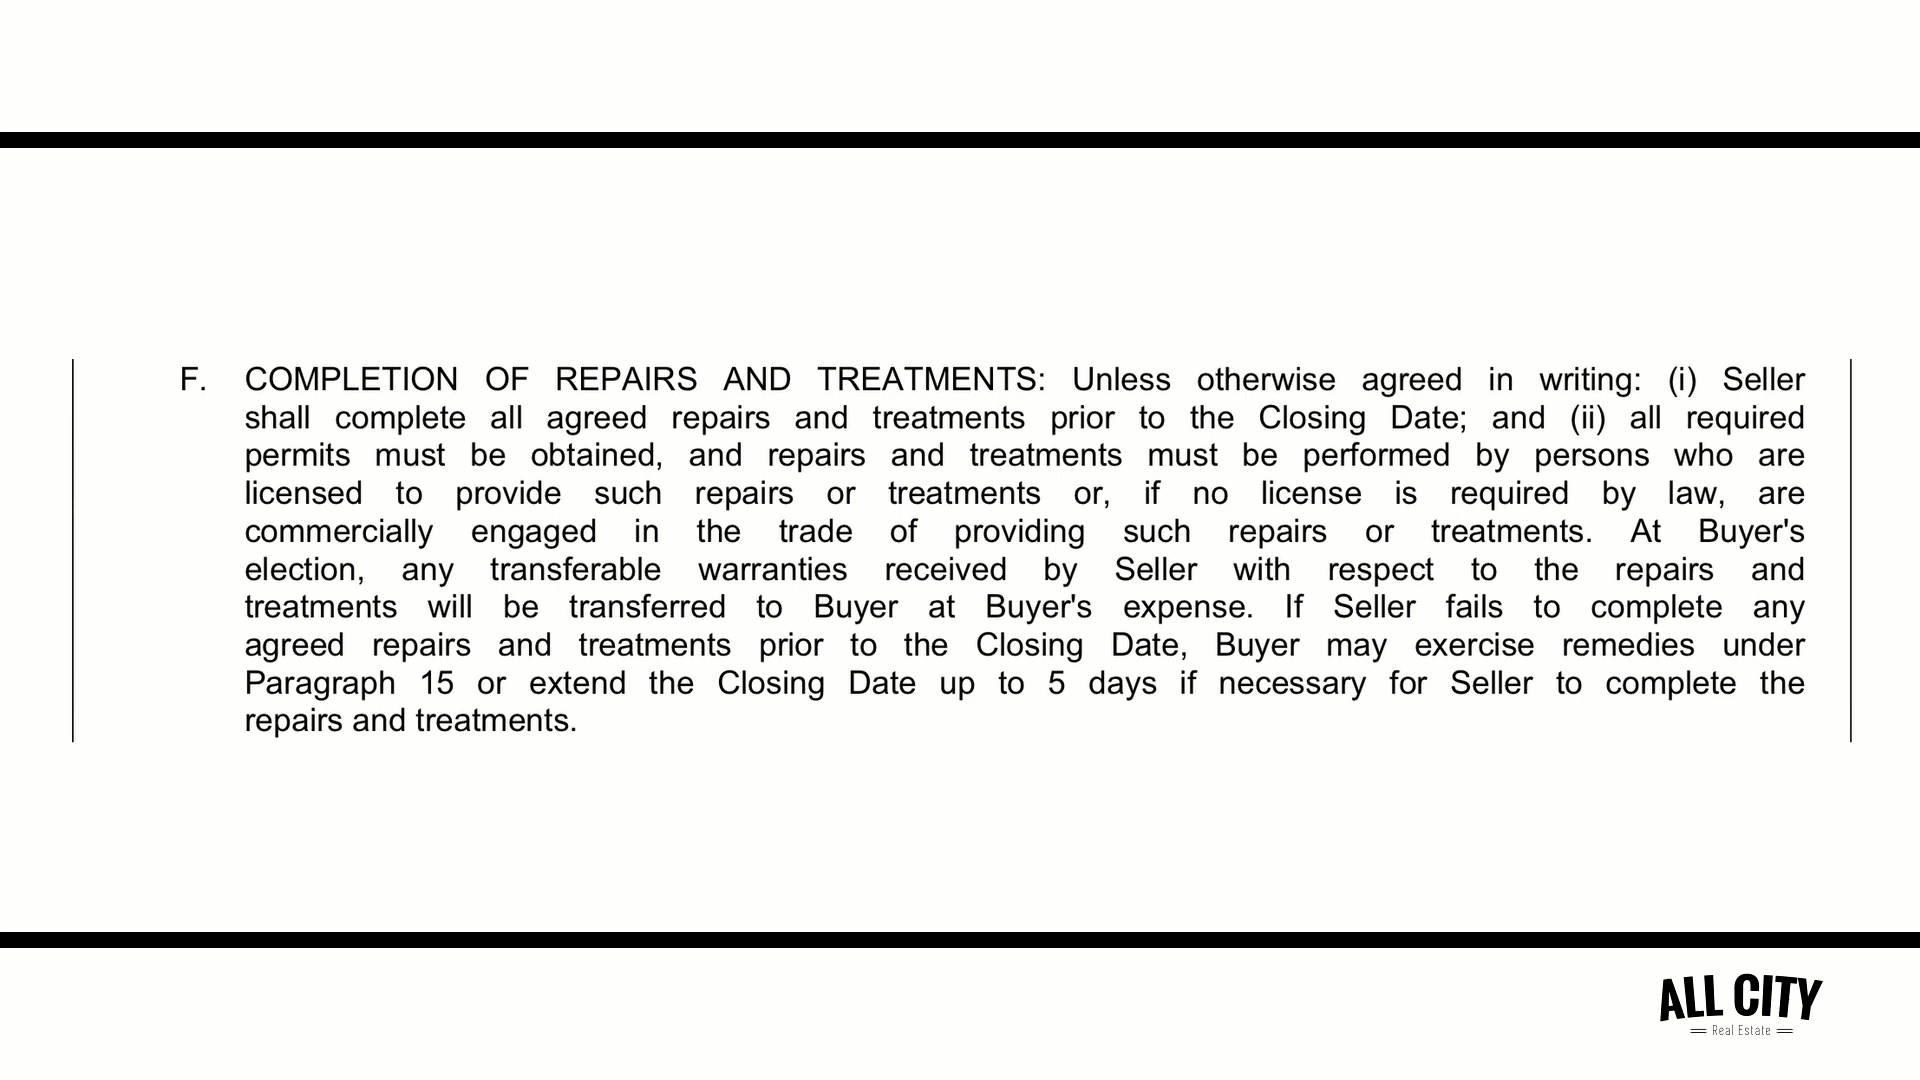 F. COMPLETION OF REPAIRS AND TREATMENTS: Unless otherwise agreed in writing: (i) Seller
shall complete all agreed repairs and treatments prior to the Closing Date; and (ii) all required
permits must be obtained, and repairs and treatments must be performed by persons who are
licensed to provide such repairs or treatments or, if no license is required by law, are
commercially engaged in the trade of providing such repairs or treatments. At Buyer's
election, any transferable warranties received by Seller with respect to the repairs and
treatments will be transferred to Buyer at Buyer's expense. If Seller fails to complete any
agreed repairs and treatments prior to the Closing Date, Buyer may exercise remedies under
Paragraph 15 or extend the Closing Date up to 5 days if necessary for Seller to complete the
repairs and treatments.
ALL CITY
Real Estate